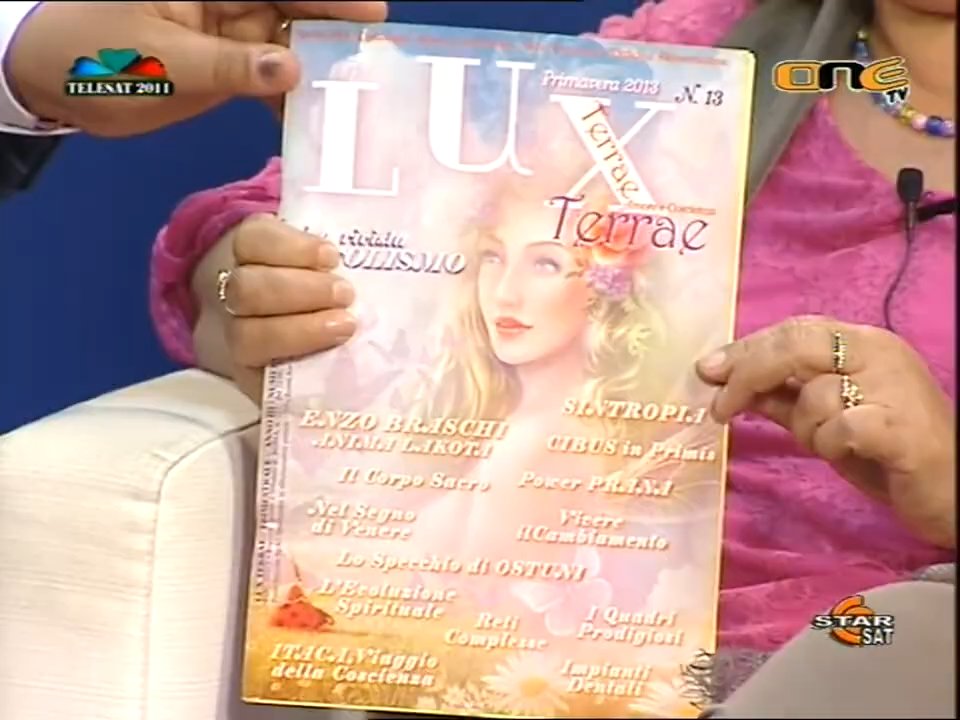 TELESAT 2011
ONE TV
LUX
Primavera 2013
N. 13
Terrae
Terrae
OLISMO
ENZO BRASCHI
ANIMA LAKOTA
SINTROPIA
CIBUS in Primis
Il Corpo Sacro
Power PRANA
Nel Segno
di Venere
Vivere
ilCambiamento
Lo Specchio di OSTUNI
L'Evoluzione
Spirituale
Reti
Complesse
I Quadri
Prodigiosi
ITACA Viaggio
della Coscienza
Impianti
Dentali
STAR
SAT